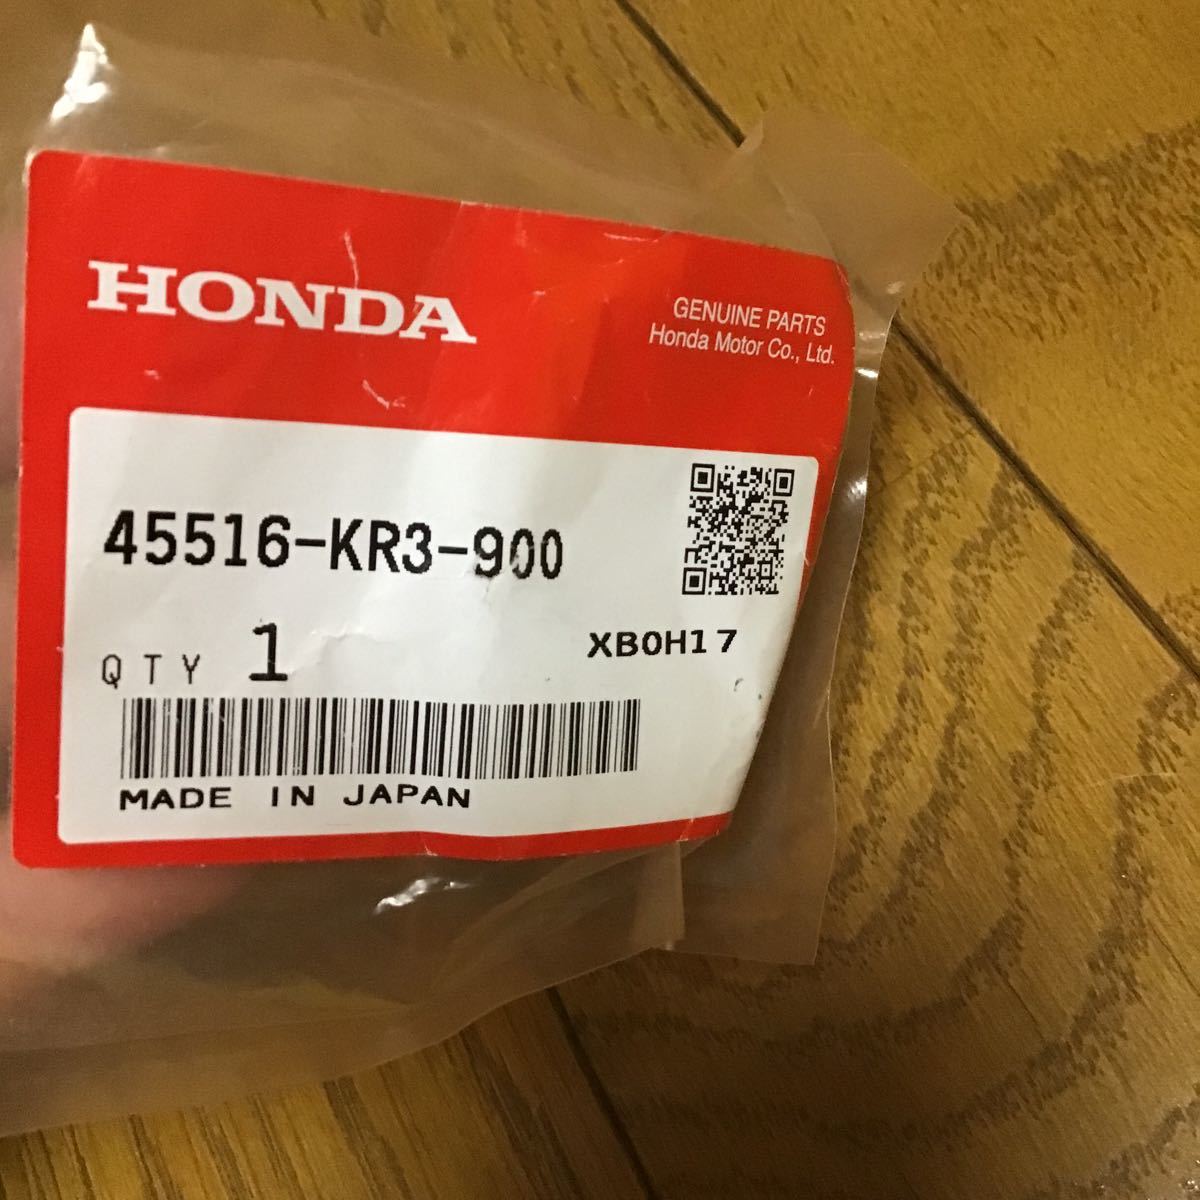 HONDA
GENUINE PARTS
Honda Motor Co., Ltd.
45516-KR3-900
QTY 1
XB0H17
MADE IN JAPAN